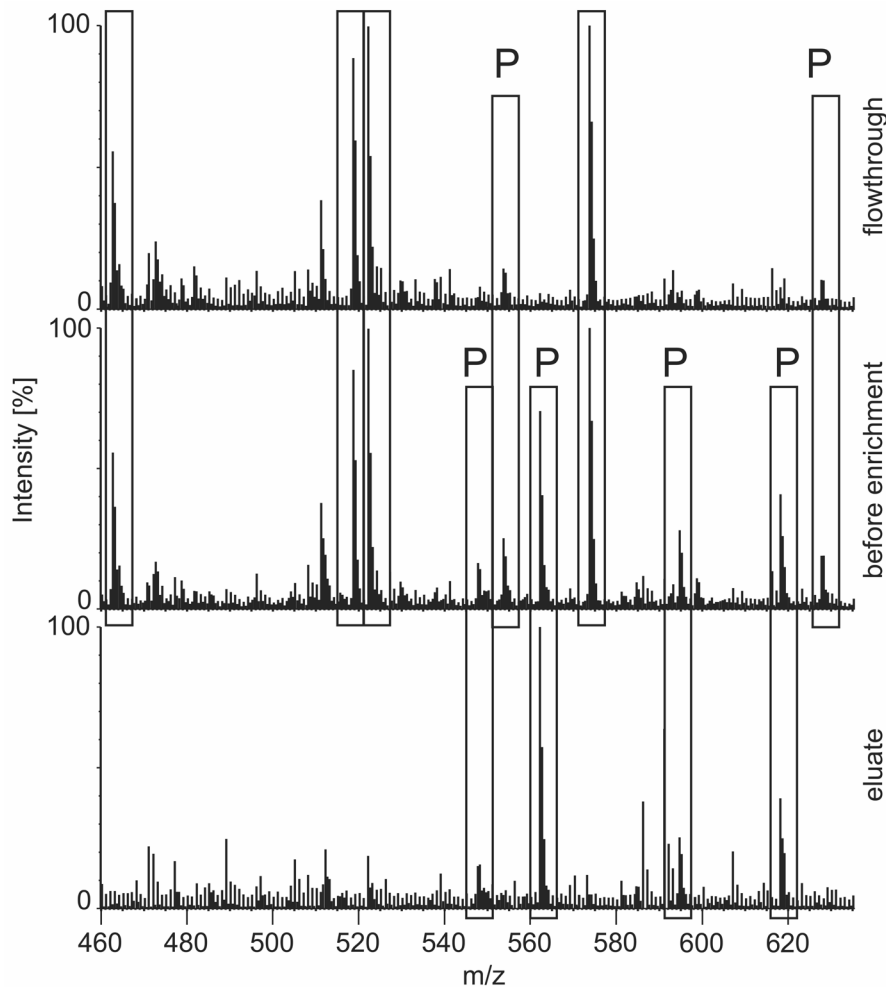 100
P
P
flowthrough
0
100
P
P
P
P
before enrichment
Intensity [%]
0
100
eluate
0
460
480
500
520
540
560
580
600
620
m/z